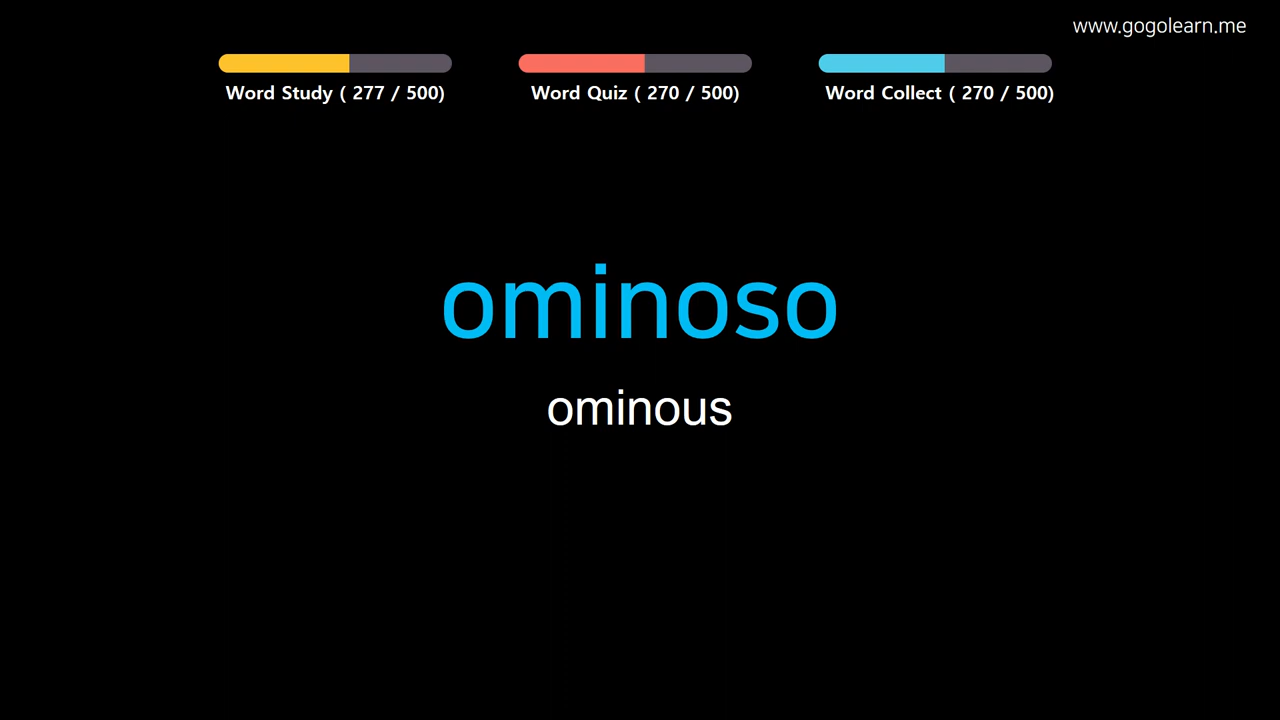 www.gogolearn.me
Word Study ( 277 / 500)
Word Quiz ( 270 / 500)
Word Collect ( 270 / 500)
ominoso
ominous